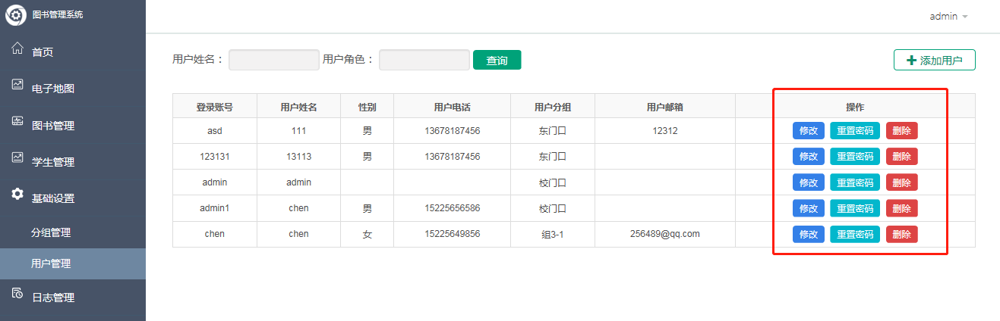 图书管理系统
admin
首页
电子地图
图书管理
学生管理
基础设置
分组管理
用户管理
日志管理
用户姓名： 用户角色： 查询 添加用户
登录账号 用户姓名 性别 用户电话 用户分组 用户邮箱 操作
asd 111 男 13678187456 东门口 12312 修改 重置密码 删除
123131 13113 男 13678187456 东门口 修改 重置密码 删除
admin admin 校门口 修改 重置密码 删除
admin1 chen 男 15225656586 校门口 修改 重置密码 删除
chen chen 女 15225649856 组3-1 256489@qq.com 修改 重置密码 删除